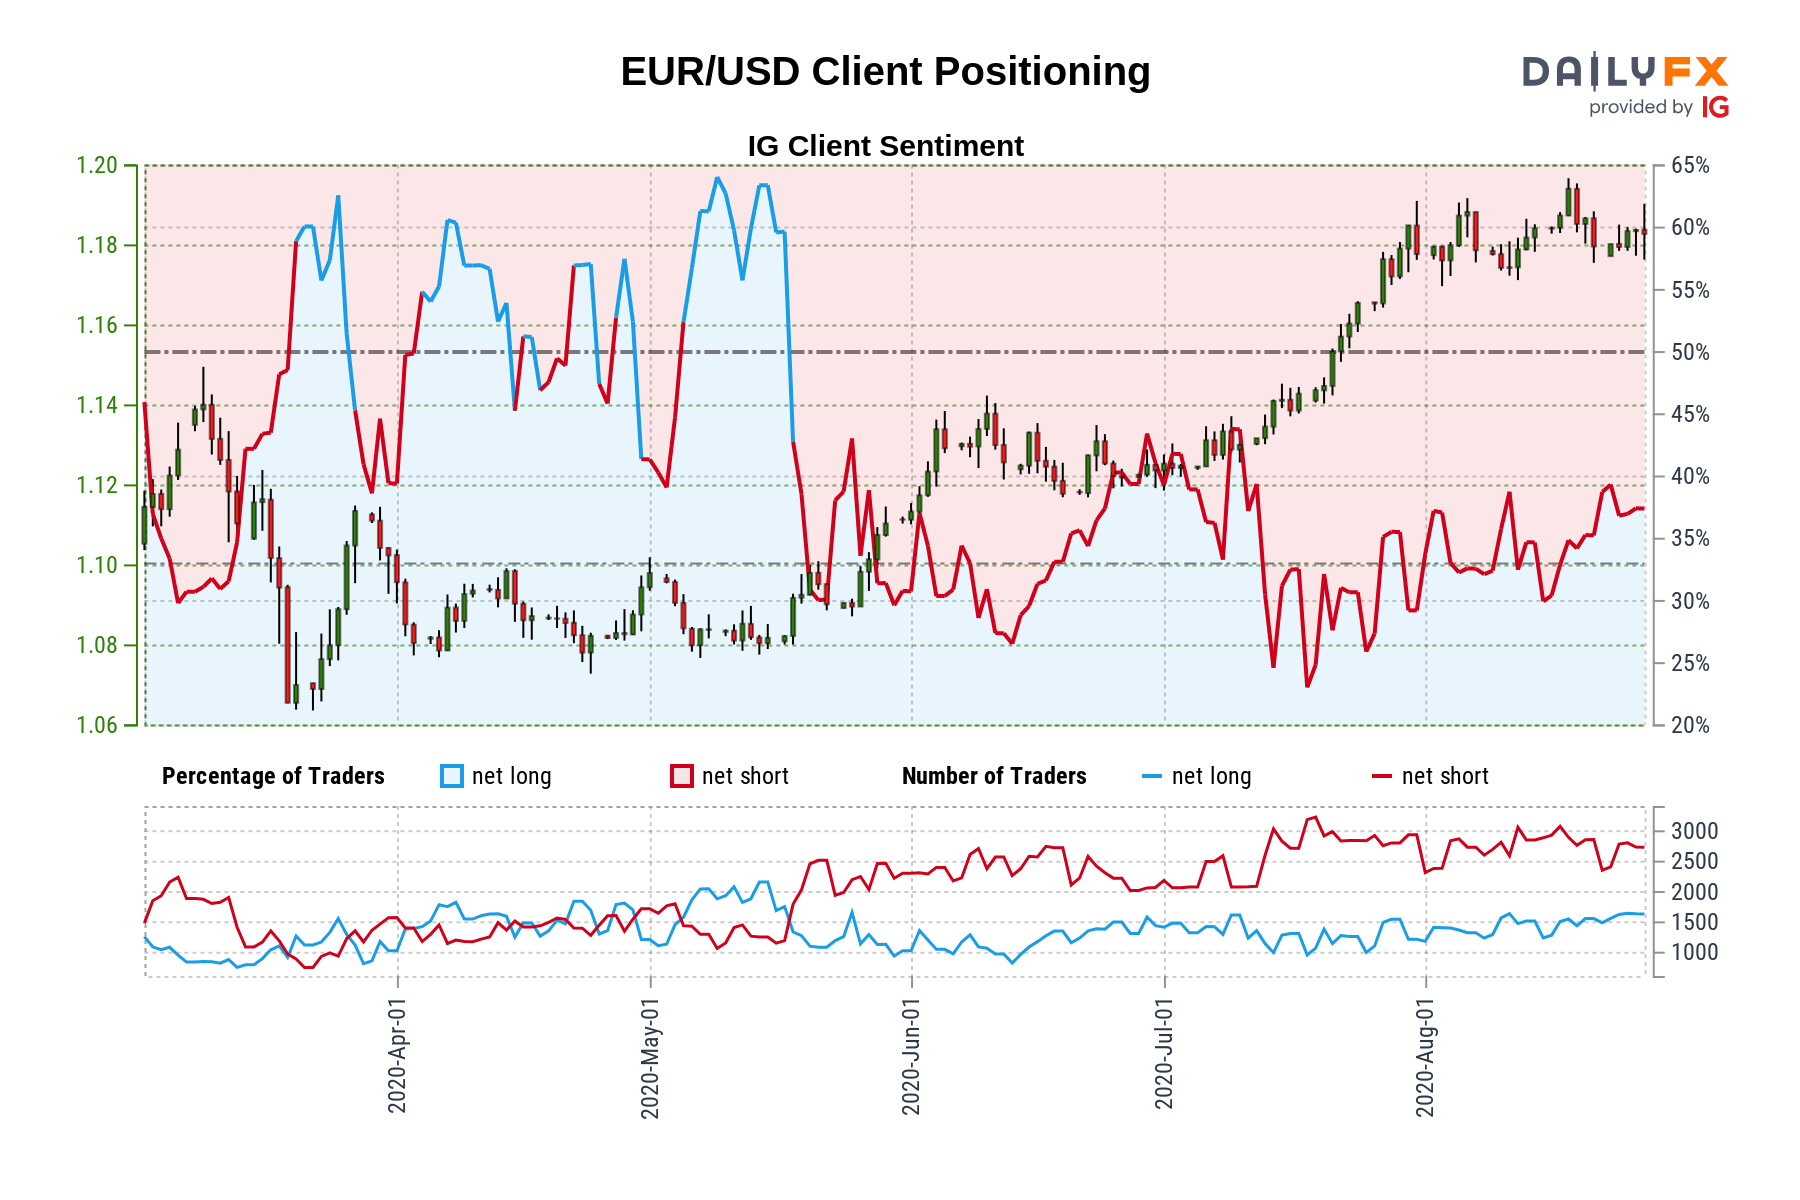 EUR/USD Client Positioning
DAILYFX
provided by IG
IG Client Sentiment
1.20
1.18
1.16
1.14
1.12
1.10
1.08
1.06
65%
60%
55%
50%
45%
40%
35%
30%
25%
20%
Percentage of Traders net long net short Number of Traders net long net short
3000
2500
2000
1500
1000
2020-Apr-01
2020-May-01
2020-Jun-01
2020-Jul-01
2020-Aug-01